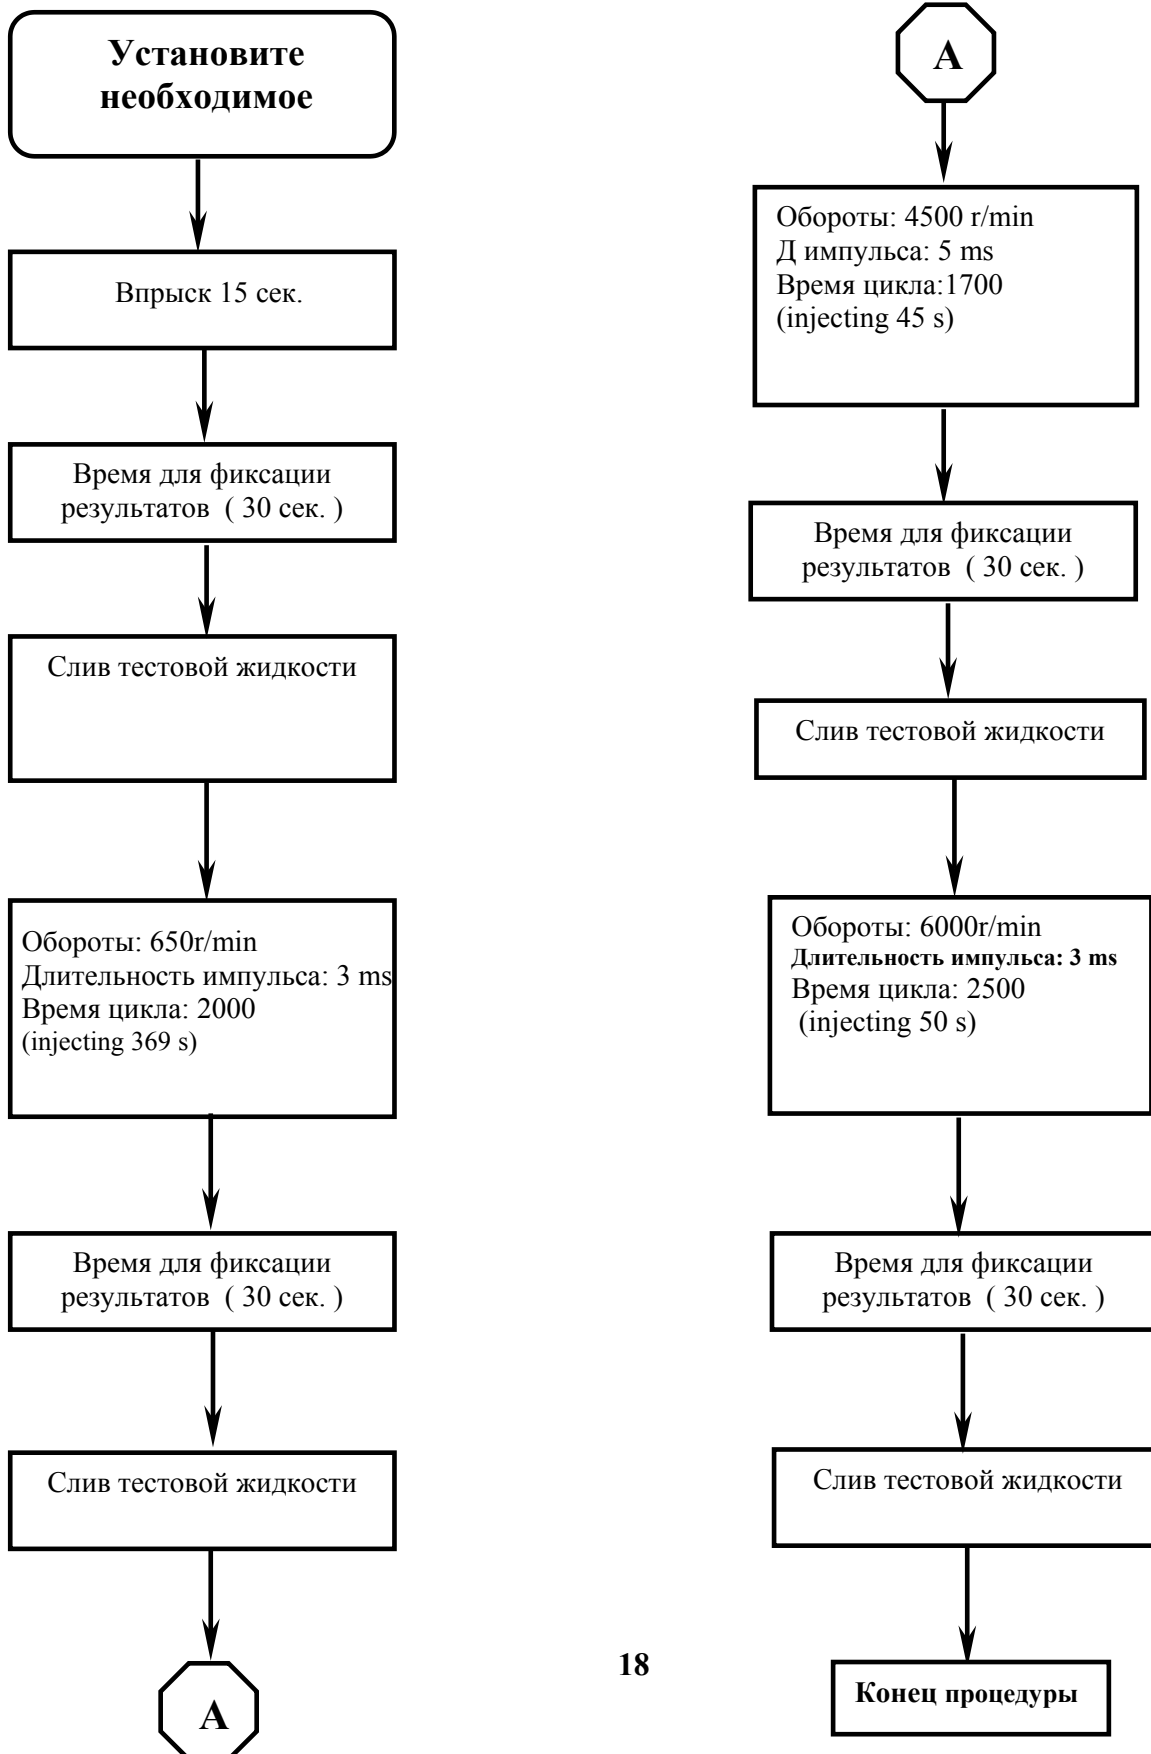 Установите
необходимое
Впрыск 15 сек.
Время для фиксации
результатов ( 30 сек. )
Слив тестовой жидкости
Обороты: 650r/min
Длительность импульса: 3 ms
Время цикла: 2000
(injecting 369 s)
Время для фиксации
результатов ( 30 сек. )
Слив тестовой жидкости
А
А
Обороты: 4500 r/min
Д импульса: 5 ms
Время цикла:1700
(injecting 45 s)
Время для фиксации
результатов ( 30 сек. )
Слив тестовой жидкости
Обороты: 6000r/min
Длительность импульса: 3 ms
Время цикла: 2500
(injecting 50 s)
Время для фиксации
результатов ( 30 сек. )
Слив тестовой жидкости
Конец процедуры
18